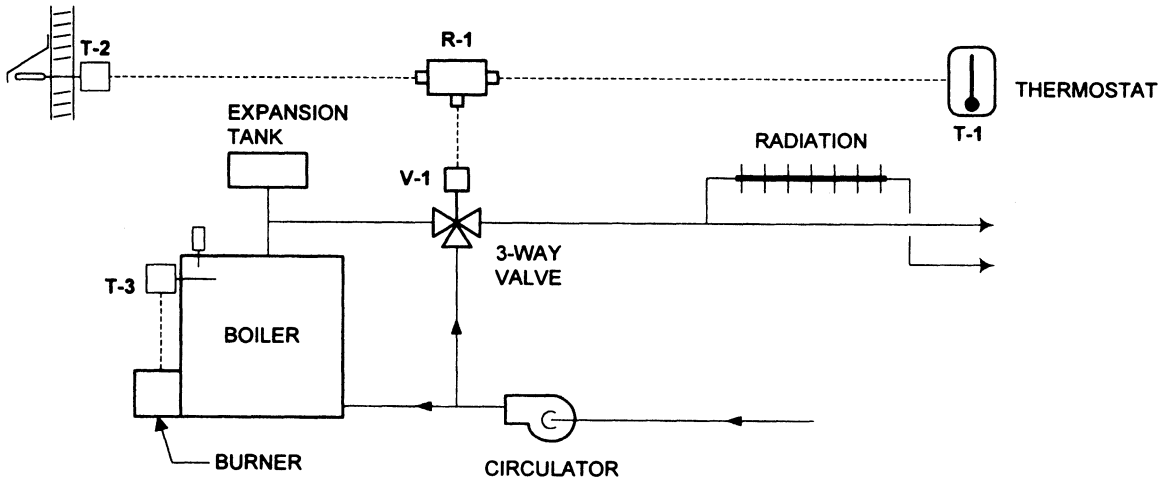 T-2
R-1
THERMOSTAT
T-1
EXPANSION
TANK
RADIATION
V-1
3-WAY
VALVE
T-3
BOILER
BURNER
CIRCULATOR